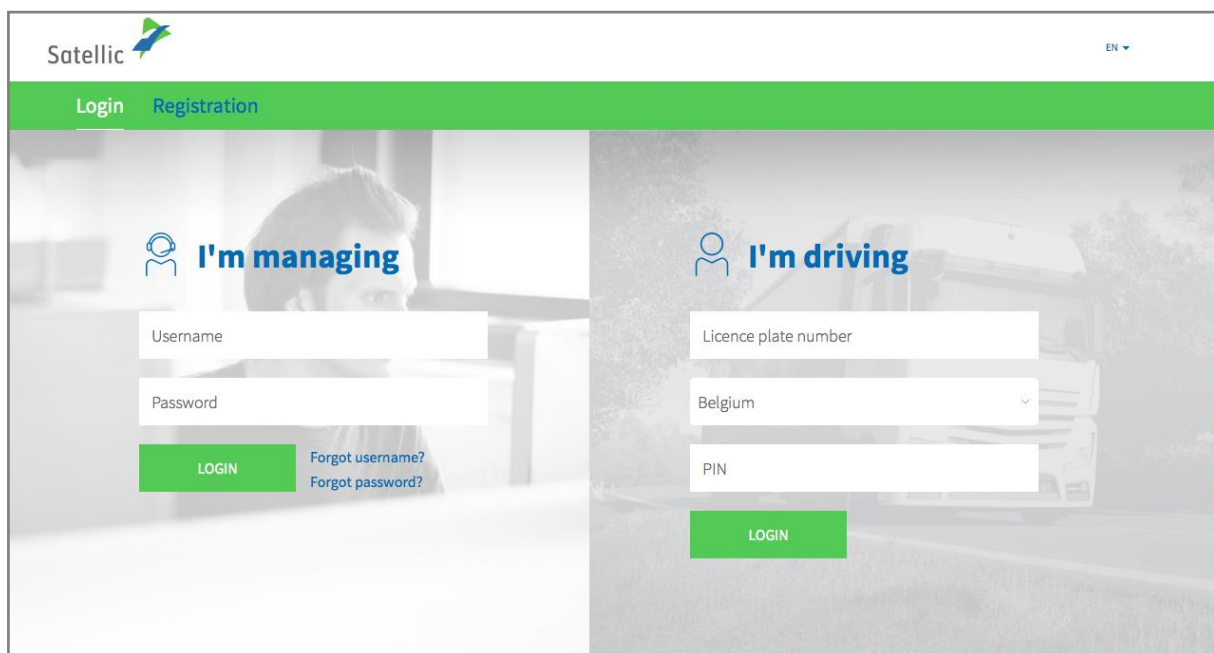 Satellic
EN
Login Registration
I'm managing
Username
Password
LOGIN
Forgot username?
Forgot password?
I'm driving
Licence plate number
Belgium
PIN
LOGIN